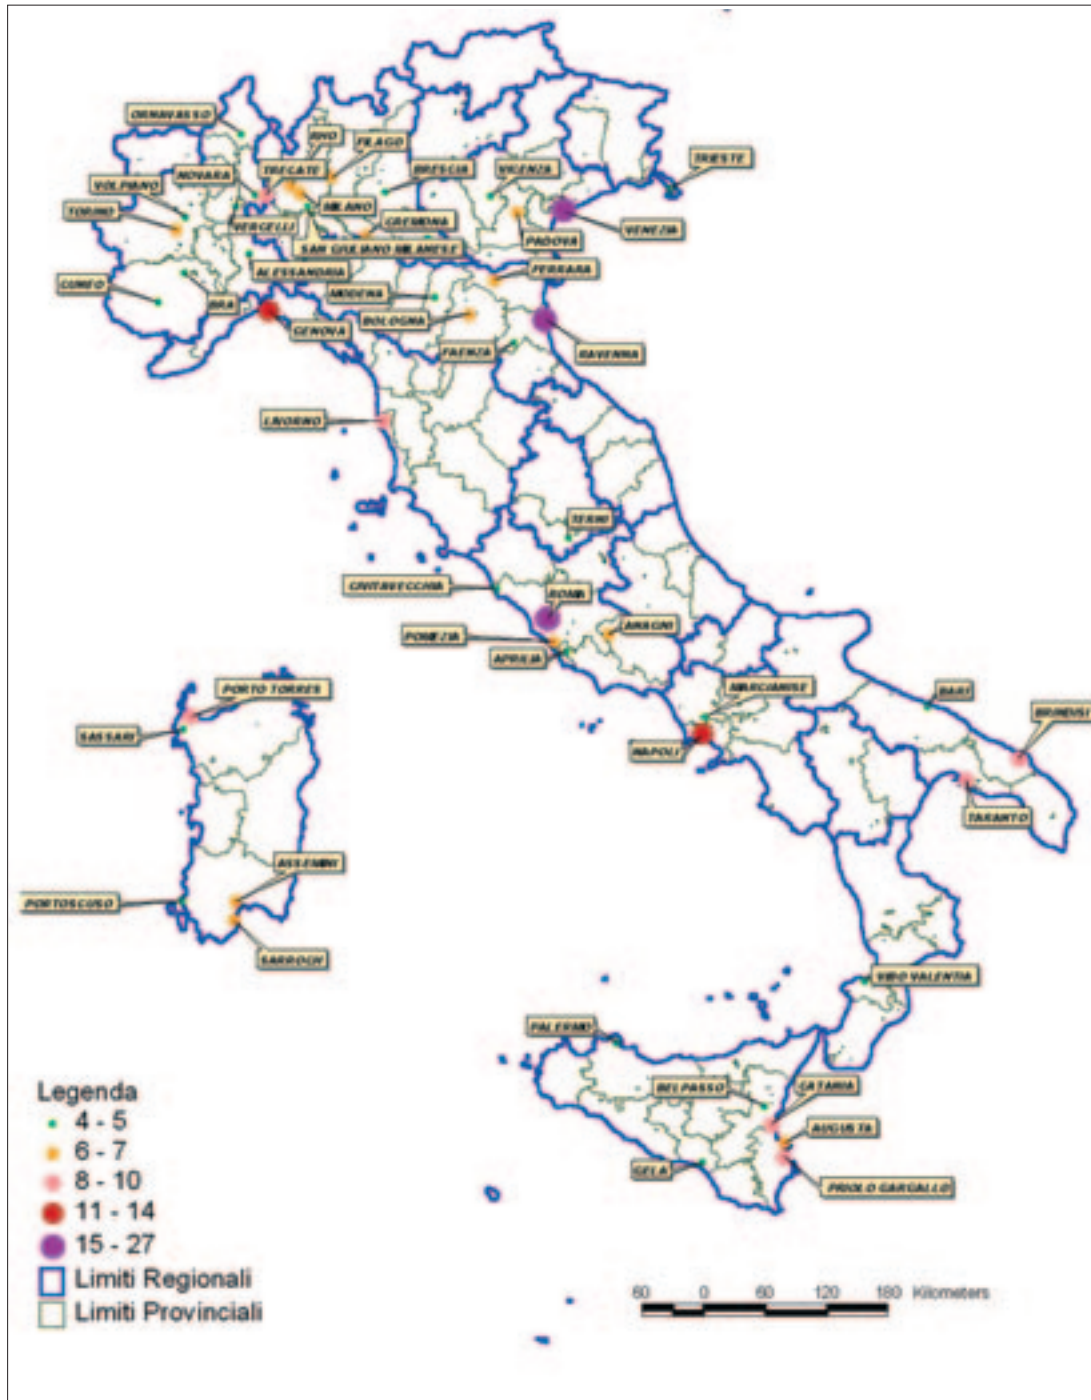 ORNAVASSO
RHO
FILAGO
TRIESTE
NOVARA
TRECATE
BRESCIA
VICENZA
VOLPIANO
TORINO
MILANO
VERCELLI
CREMONA
PADOVA
VENEZIA
SAN GIULIANO MILANESE
ALESSANDRIA
FERRARA
CUNEO
BRA
MODENA
GENOVA
BOLOGNA
FAENZA
RAVENNA
LIVORNO
TERNI
CIVITAVECCHIA
ROMA
POMEZIA
ANAGNI
APRILIA
PORTO TORRES
MARCIANISE
BARI
BRINDISI
SASSARI
NAPOLI
TARANTO
ASSEMINI
PORTOSCUSO
SARROCH
VIBO VALENTIA
PALERMO
BELPASSO
CATANIA
AUGUSTA
GELA
PRIOLO GARGALLO
Legenda
4 - 5
6 - 7
8 - 10
11 - 14
15 - 27
Limiti Regionali
Limiti Provinciali
60 0 60 120 180 Kilometers